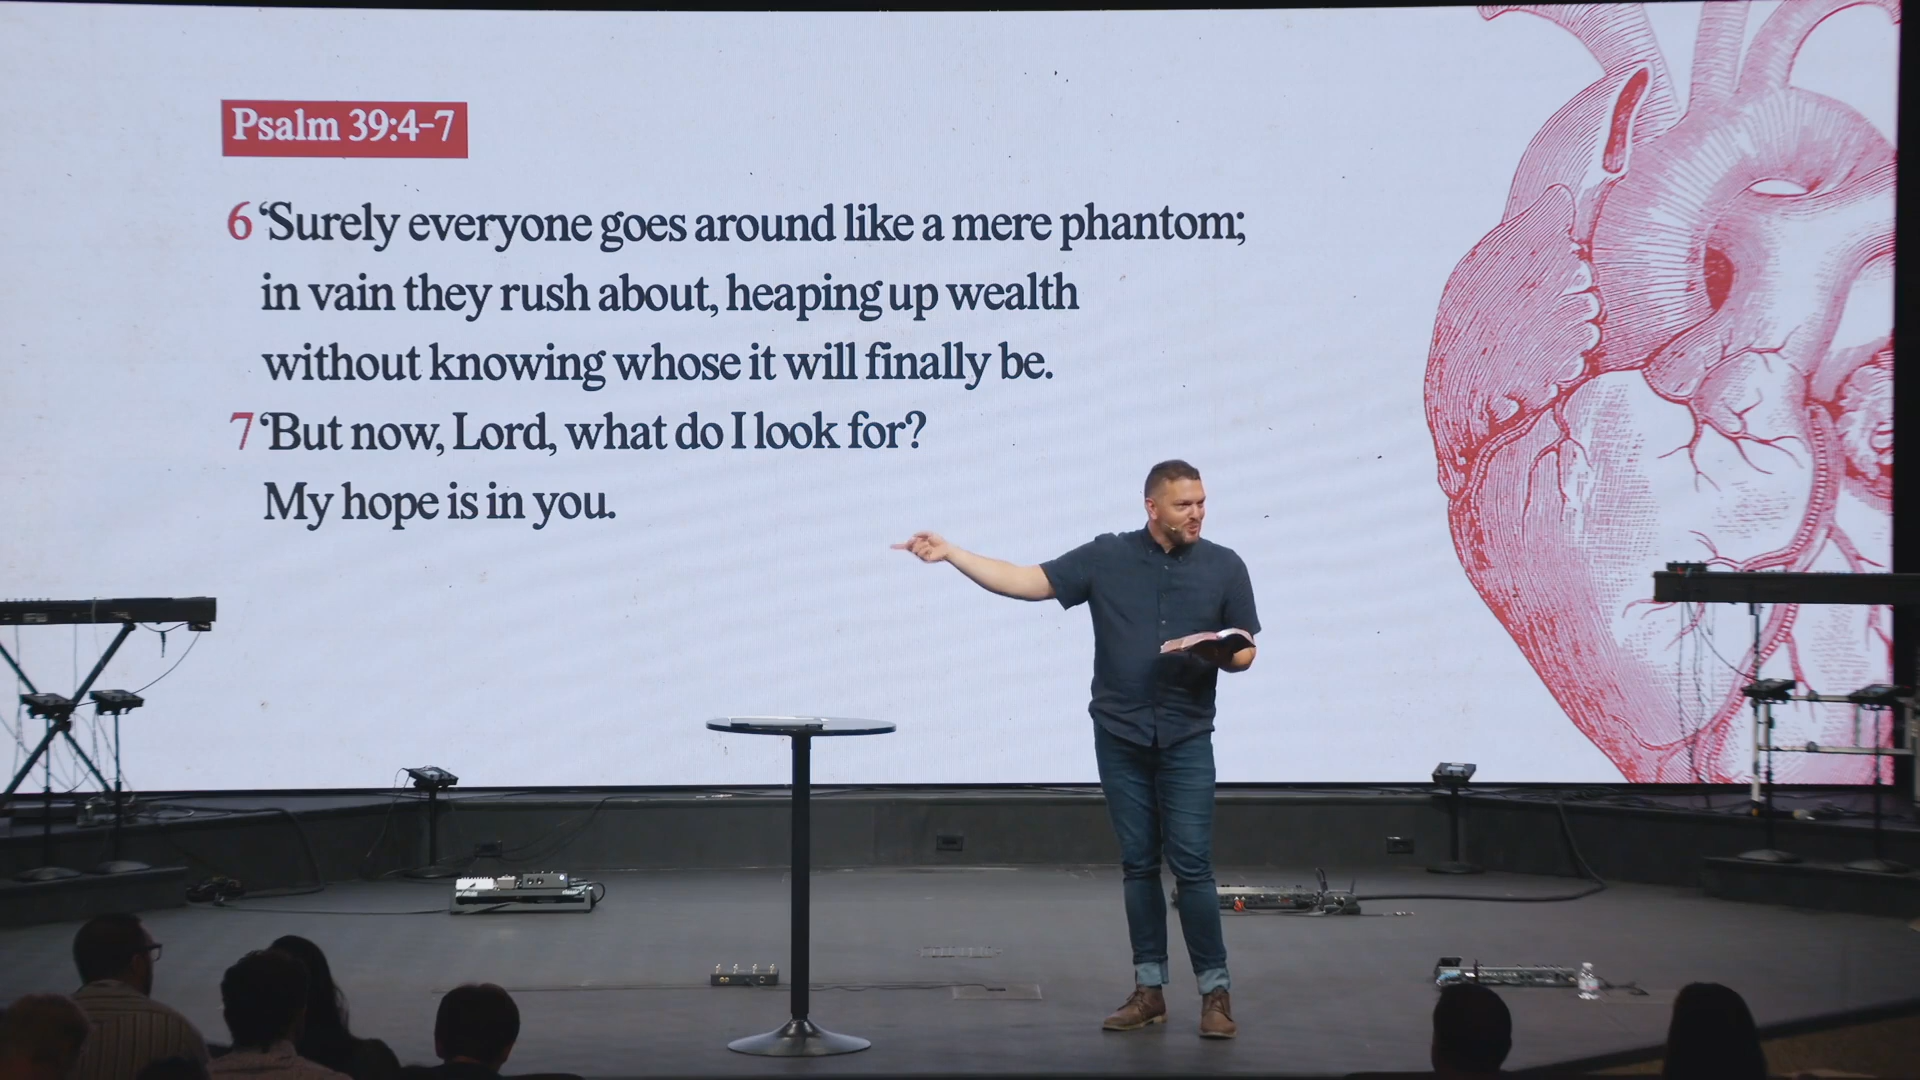 Psalm 39:4-7
6 “Surely everyone goes around like a mere phantom;
in vain they rush about, heaping up wealth
without knowing whose it will finally be.
7 “But now, Lord, what do I look for?
My hope is in you.